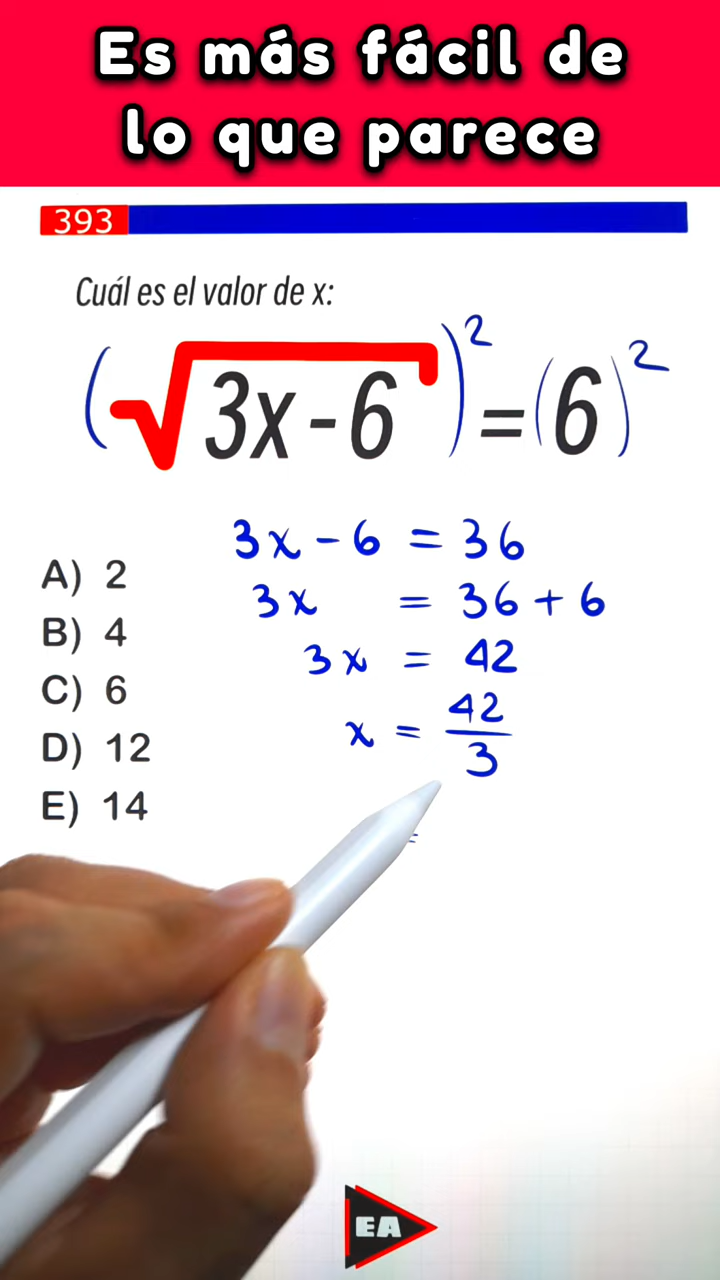 Es más fácil de
lo que parece
393
Cuál es el valor de x:
(√3x-6)² = (6)²
3x - 6 = 36
3x = 36 + 6
3x = 42
x = 42/3
=
A) 2
B) 4
C) 6
D) 12
E) 14
EA